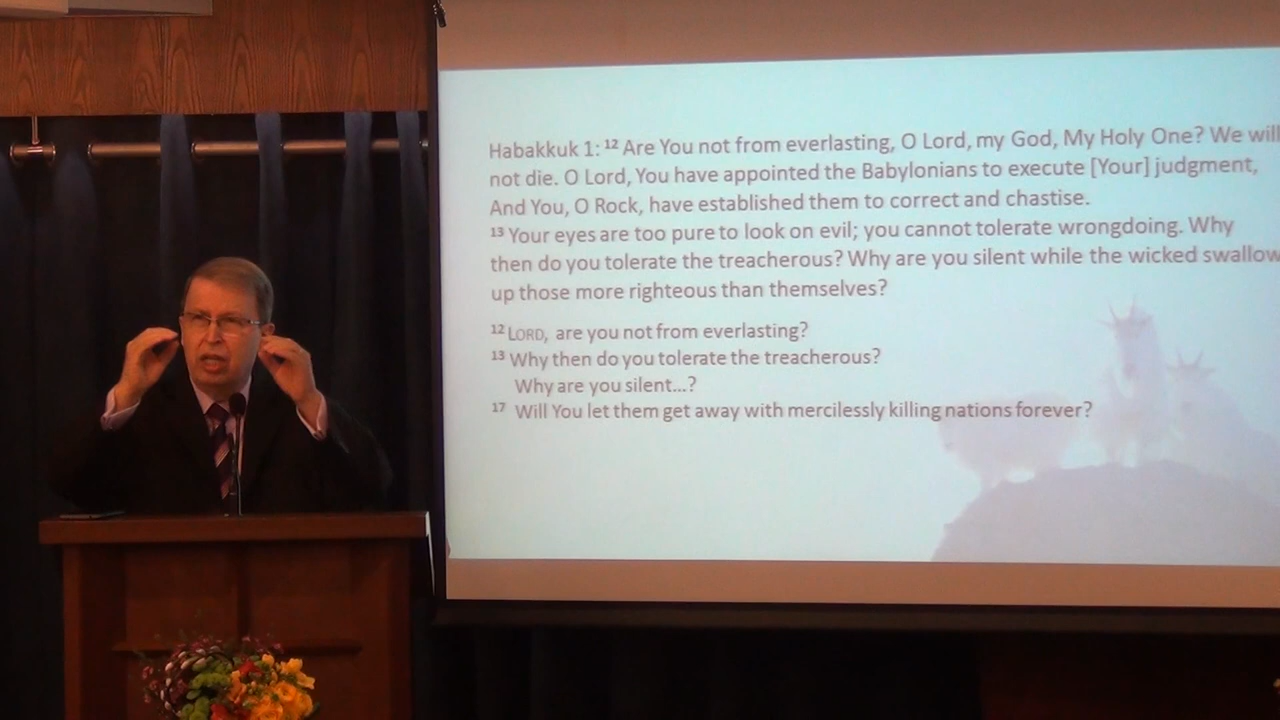 Habakkuk 1: ¹² Are You not from everlasting, O Lord, my God, My Holy One? We will
not die. O Lord, You have appointed the Babylonians to execute [Your] judgment,
And You, O Rock, have established them to correct and chastise.
¹³ Your eyes are too pure to look on evil; you cannot tolerate wrongdoing. Why
then do you tolerate the treacherous? Why are you silent while the wicked swallow
up those more righteous than themselves?
¹² LORD, are you not from everlasting?
¹³ Why then do you tolerate the treacherous?
Why are you silent...?
¹⁷ Will You let them get away with mercilessly killing nations forever?